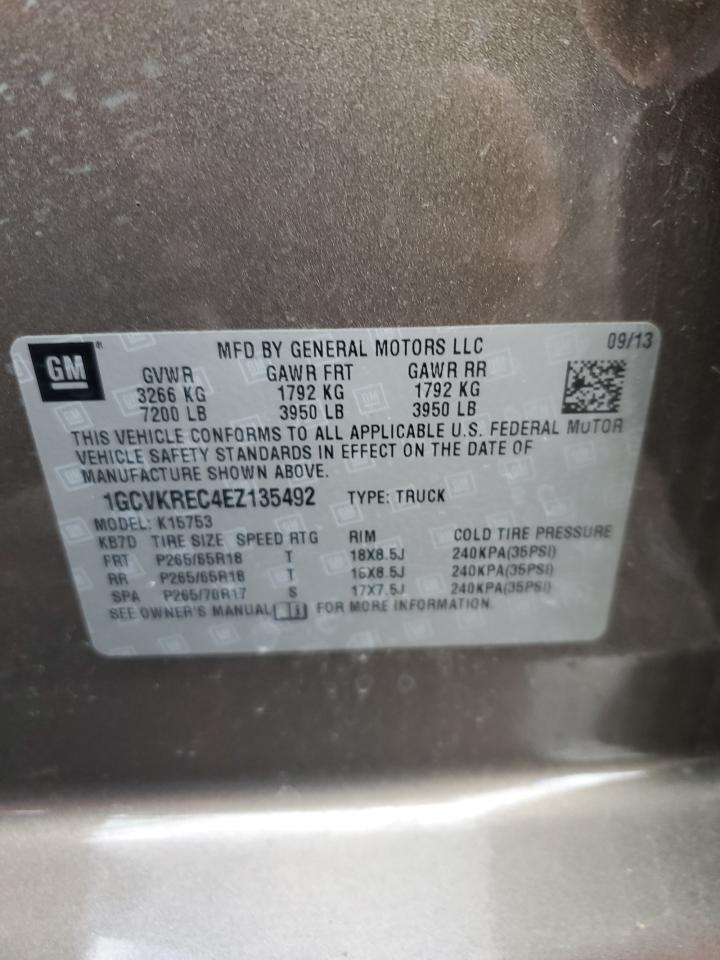 GM
MFD BY GENERAL MOTORS LLC 09/13
GVWR GAWR FRT GAWR RR
3266 KG 1792 KG 1792 KG
7200 LB 3950 LB 3950 LB
THIS VEHICLE CONFORMS TO ALL APPLICABLE U.S. FEDERAL MOTOR
VEHICLE SAFETY STANDARDS IN EFFECT ON THE DATE OF
MANUFACTURE SHOWN ABOVE.
1GCVKREC4EZ135492 TYPE: TRUCK
MODEL: K15753
KB7D TIRE SIZE SPEED RTG RIM COLD TIRE PRESSURE
FRT P265/65R18 T 18X8.5J 240KPA(35PSI)
RR P265/65R18 T 18X8.5J 240KPA(35PSI)
SPA P265/70R17 S 17X7.5J 240KPA(35PSI)
SEE OWNER'S MANUAL FOR MORE INFORMATION.